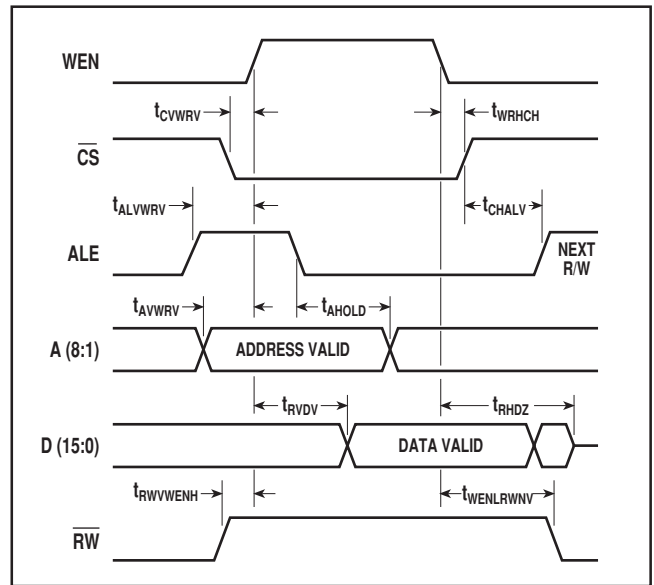 WEN
tCVWRV
tWRHCH
CS
tALVWRV
tCHALV
ALE
NEXT
R/W
tAVWRV
tAHOLD
A (8:1)
ADDRESS VALID
tRVDV
tRHDZ
D (15:0)
DATA VALID
tRWVWENH
tWENLRWNV
RW